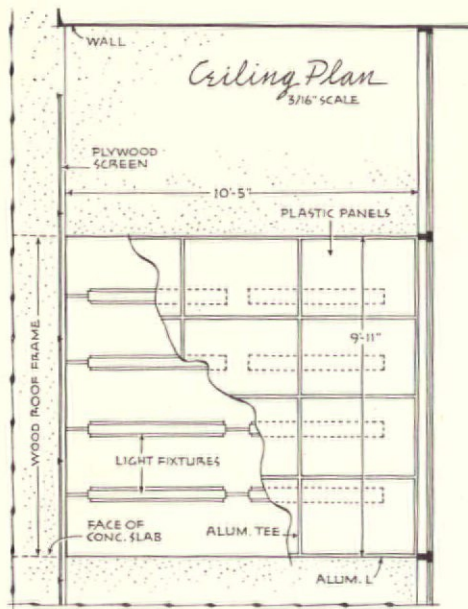 WALL
Ceiling Plan
3/16" SCALE
PLYWOOD
SCREEN
10'-5"
PLASTIC PANELS
9'-11"
WOOD ROOF FRAME
LIGHT FIXTURES
FACE OF
CONC. SLAB
ALUM. TEE
ALUM. L